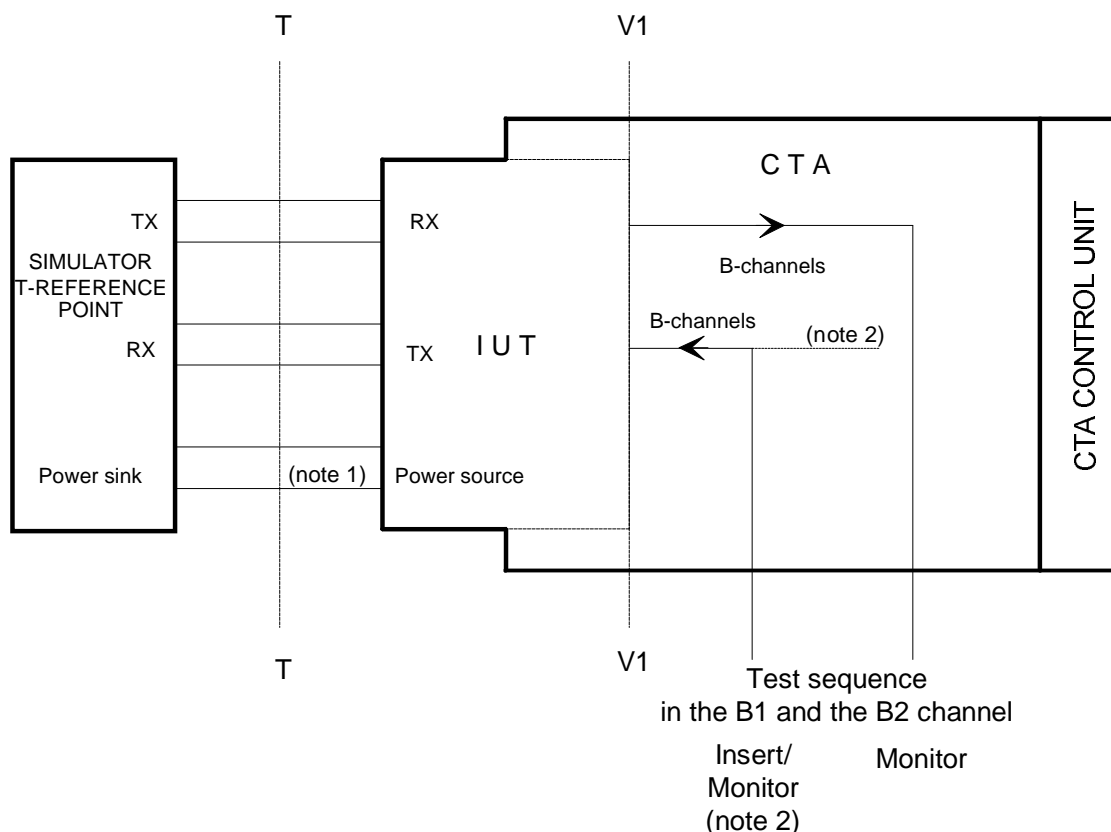 T
V1
C T A
TX
RX
SIMULATOR
T-REFERENCE
POINT
B-channels
B-channels
(note 2)
RX
TX
I U T
CTA CONTROL UNIT
Power sink
(note 1)
Power source
T
V1
Test sequence
in the B1 and the B2 channel
Insert/
Monitor
(note 2)
Monitor